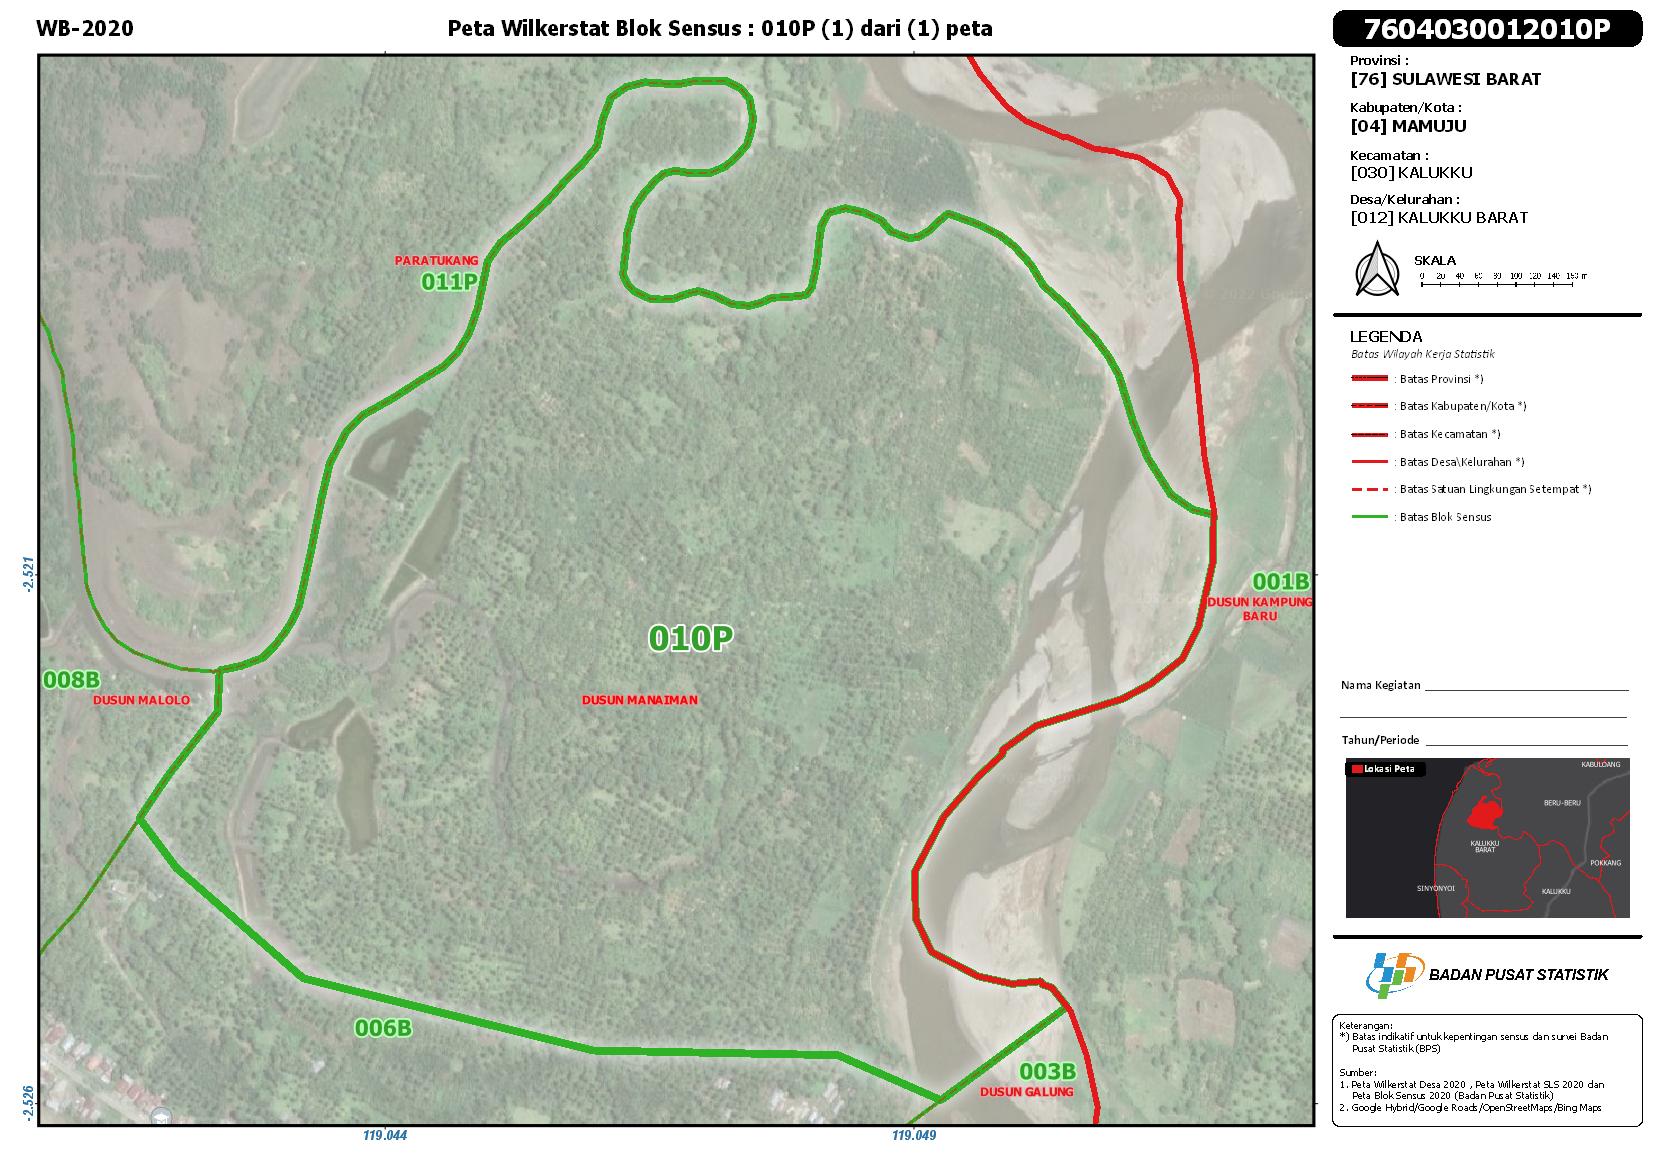 WB-2020
Peta Wilkerstat Blok Sensus : 010P (1) dari (1) peta
7604030012010P
Provinsi :
[76] SULAWESI BARAT
Kabupaten/Kota :
[04] MAMUJU
Kecamatan :
[030] KALUKKU
Desa/Kelurahan :
[012] KALUKKU BARAT
SKALA
0 20 40 60 80 100 120 140 160 m
LEGENDA
Batas Wilayah Kerja Statistik
: Batas Provinsi *)
: Batas Kabupaten/Kota *)
: Batas Kecamatan *)
: Batas Desa\Kelurahan *)
: Batas Satuan Lingkungan Setempat *)
: Batas Blok Sensus
PARATUKANG
011P
-2.521
001B
DUSUN KAMPUNG
BARU
010P
008B
DUSUN MALOLO
DUSUN MANAIMAN
006B
003B
DUSUN GALUNG
-2.526
119.044
119.049
Nama Kegiatan
Tahun/Periode
Lokasi Peta
KABULOANG
BERU-BERU
KALUKKU
BARAT
POKKANG
SINYONYOI
KALUKKU
BADAN PUSAT STATISTIK
Keterangan:
*) Batas indikatif untuk kepentingan sensus dan survei Badan
Pusat Statistik (BPS)
Sumber:
1. Peta Wilkerstat Desa 2020 , Peta Wilkerstat SLS 2020 dan
Peta Blok Sensus 2020 (Badan Pusat Statistik)
2. Google Hybrid/Google Roads/OpenStreetMaps/Bing Maps